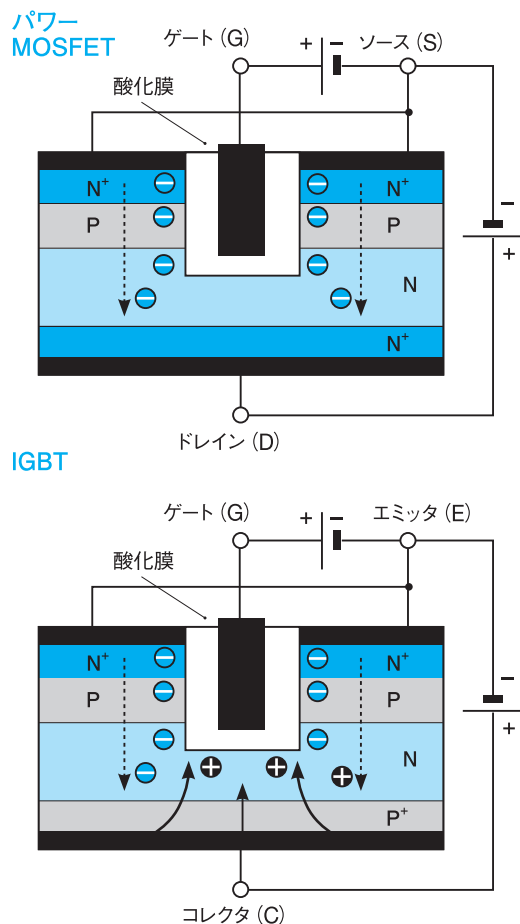 パワー
MOSFET
ゲート (G)
+ −
ソース (S)
酸化膜
N⁺
N⁺
P
P
−
+
N
N⁺
ドレイン (D)
IGBT
ゲート (G)
+ −
エミッタ (E)
酸化膜
N⁺
N⁺
P
P
−
+
N
P⁺
コレクタ (C)